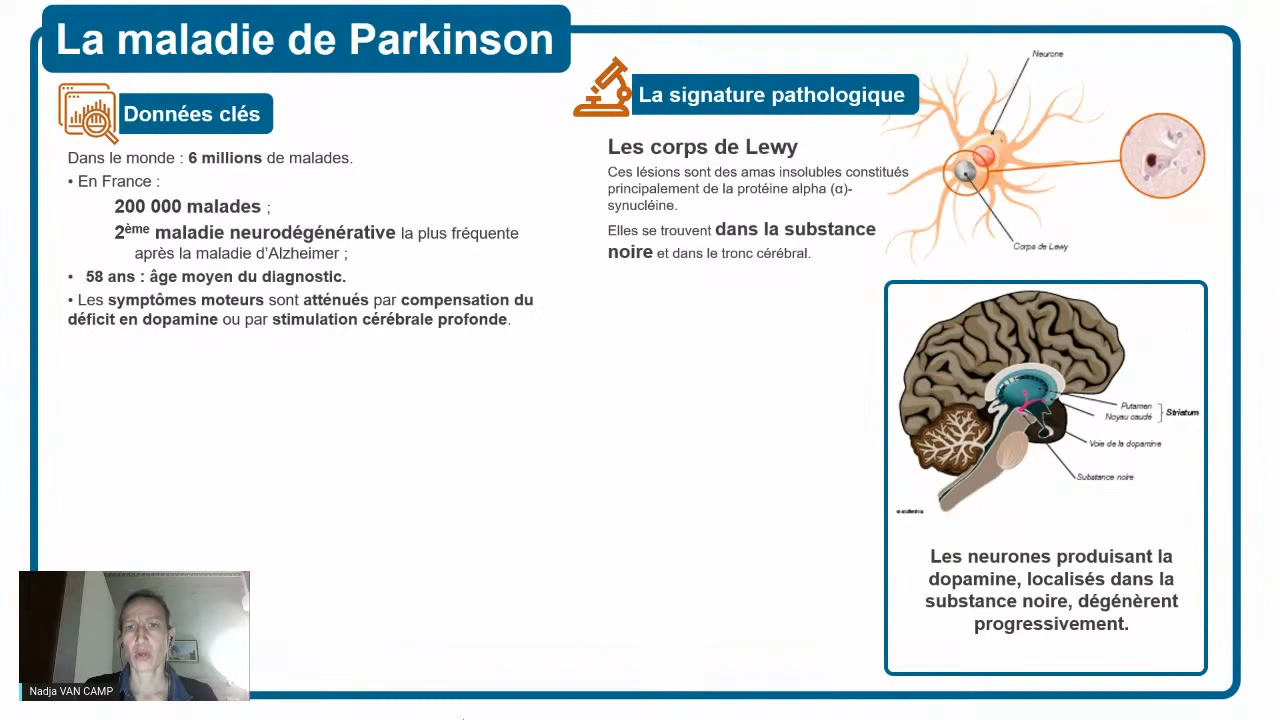 La maladie de Parkinson
Données clés
Dans le monde : 6 millions de malades.
• En France :
200 000 malades ;
2ème maladie neurodégénérative la plus fréquente
après la maladie d’Alzheimer ;
• 58 ans : âge moyen du diagnostic.
• Les symptômes moteurs sont atténués par compensation du
déficit en dopamine ou par stimulation cérébrale profonde.
La signature pathologique
Les corps de Lewy
Ces lésions sont des amas insolubles constitués
principalement de la protéine alpha (α)-
synucléine.
Elles se trouvent dans la substance
noire et dans le tronc cérébral.
Neurone
Corps de Lewy
Putamen
Noyau caudé
Striatum
Voie de la dopamine
Substance noire
Les neurones produisant la
dopamine, localisés dans la
substance noire, dégénèrent
progressivement.
Nadja VAN CAMP